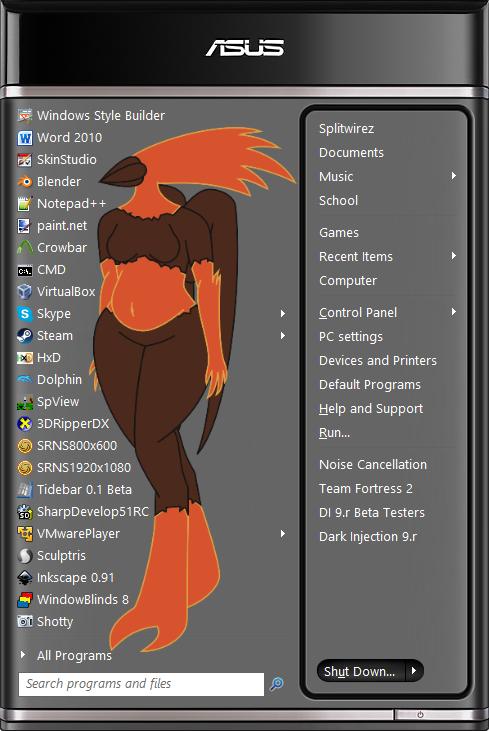 ASUS
Windows Style Builder
Word 2010
SkinStudio
Blender
Notepad++
paint.net
Crowbar
CMD
VirtualBox
Skype
Steam
HxD
Dolphin
SpView
3DRipperDX
SRNS800x600
SRNS1920x1080
Tidebar 0.1 Beta
SharpDevelop51RC
VMwarePlayer
Sculptris
Inkscape 0.91
WindowBlinds 8
Shotty
All Programs
Search programs and files
Splitwirez
Documents
Music
School
Games
Recent Items
Computer
Control Panel
PC settings
Devices and Printers
Default Programs
Help and Support
Run...
Noise Cancellation
Team Fortress 2
DI 9.r Beta Testers
Dark Injection 9.r
Shut Down...